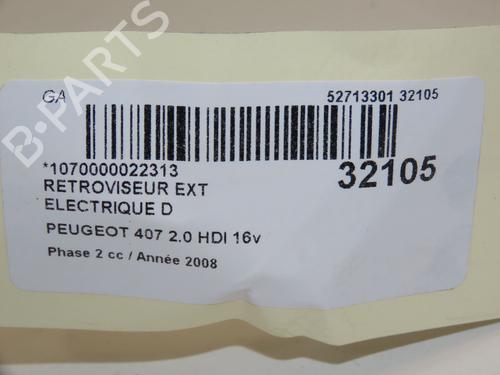 GA
52713301 32105
*1070000022313
32105
RETROVISEUR EXT
ELECTRIQUE D
PEUGEOT 407 2.0 HDI 16v
Phase 2 cc / Année 2008
B-PARTS